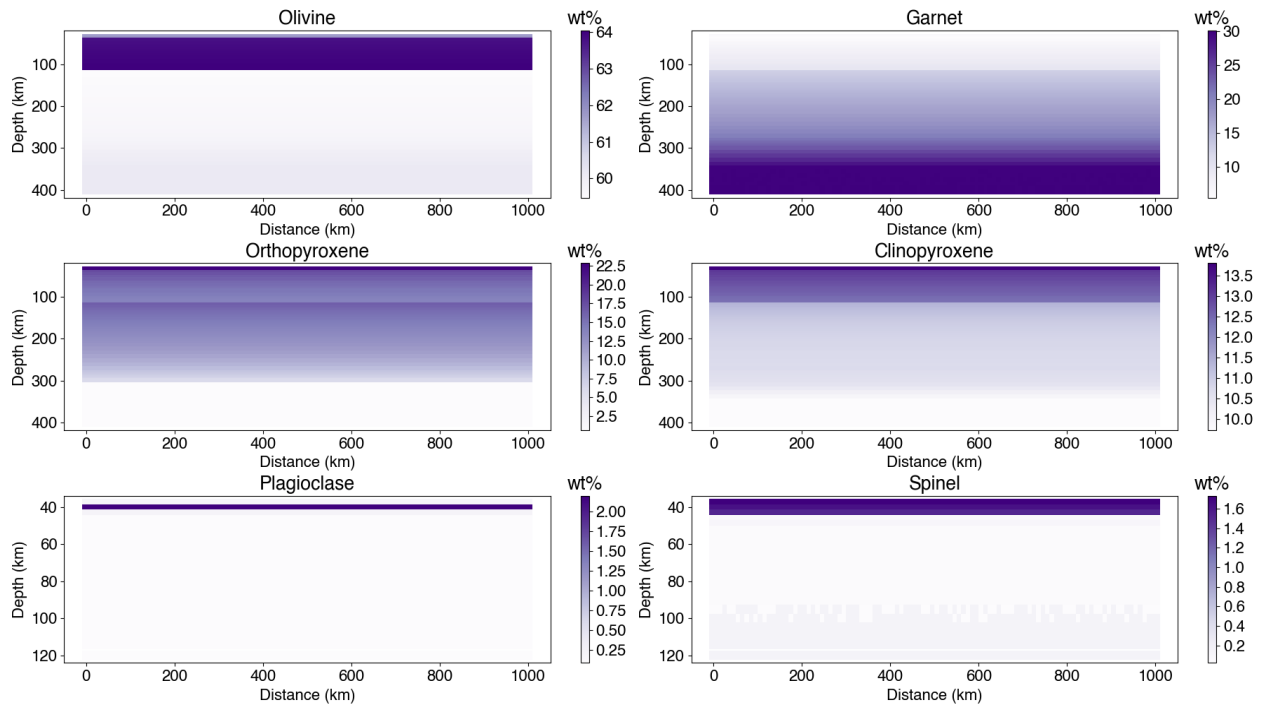 Olivine
wt%
64
63
62
61
60
100
200
300
400
Depth (km)
0 200 400 600 800 1000
Distance (km)
Garnet
wt%
30
25
20
15
10
100
200
300
400
Depth (km)
0 200 400 600 800 1000
Distance (km)
Orthopyroxene
wt%
22.5
20.0
17.5
15.0
12.5
10.0
7.5
5.0
2.5
100
200
300
400
Depth (km)
0 200 400 600 800 1000
Distance (km)
Clinopyroxene
wt%
13.5
13.0
12.5
12.0
11.5
11.0
10.5
10.0
100
200
300
400
Depth (km)
0 200 400 600 800 1000
Distance (km)
Plagioclase
wt%
2.00
1.75
1.50
1.25
1.00
0.75
0.50
0.25
40
60
80
100
120
Depth (km)
0 200 400 600 800 1000
Distance (km)
Spinel
wt%
1.6
1.4
1.2
1.0
0.8
0.6
0.4
0.2
40
60
80
100
120
Depth (km)
0 200 400 600 800 1000
Distance (km)